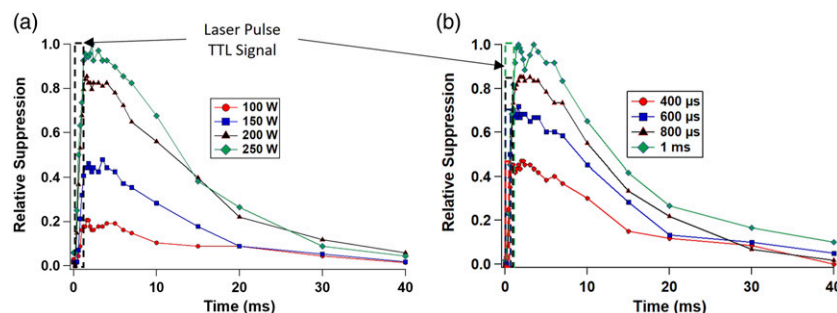 (a)
Laser Pulse
TTL Signal
(b)
Relative Suppression
1.0
0.8
0.6
0.4
0.2
0.0
100 W
150 W
200 W
250 W
0
10
20
30
40
Time (ms)
Relative Suppression
1.0
0.8
0.6
0.4
0.2
0.0
400 µs
600 µs
800 µs
1 ms
0
10
20
30
40
Time (ms)